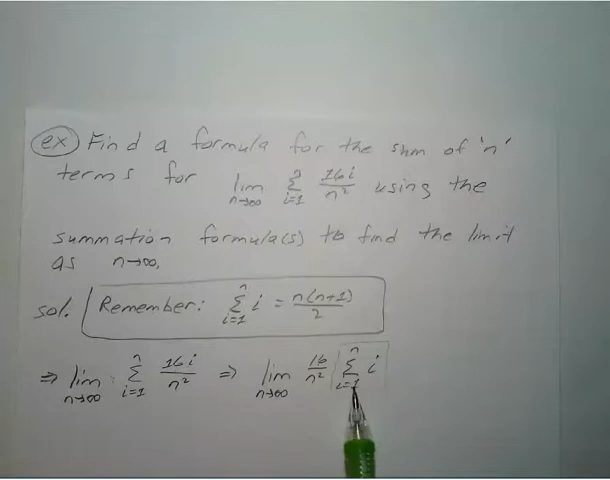 ex Find a formula for the sum of 'n'
terms for lim n→∞ n Σ i=1 16i/n² using the
summation formula(s) to find the limit
as n→∞.
sol. Remember: n Σ i=1 i = n(n+1)/2
⇒ lim n→∞ n Σ i=1 16i/n² ⇒ lim n→∞ 16/n² n Σ i=1 i